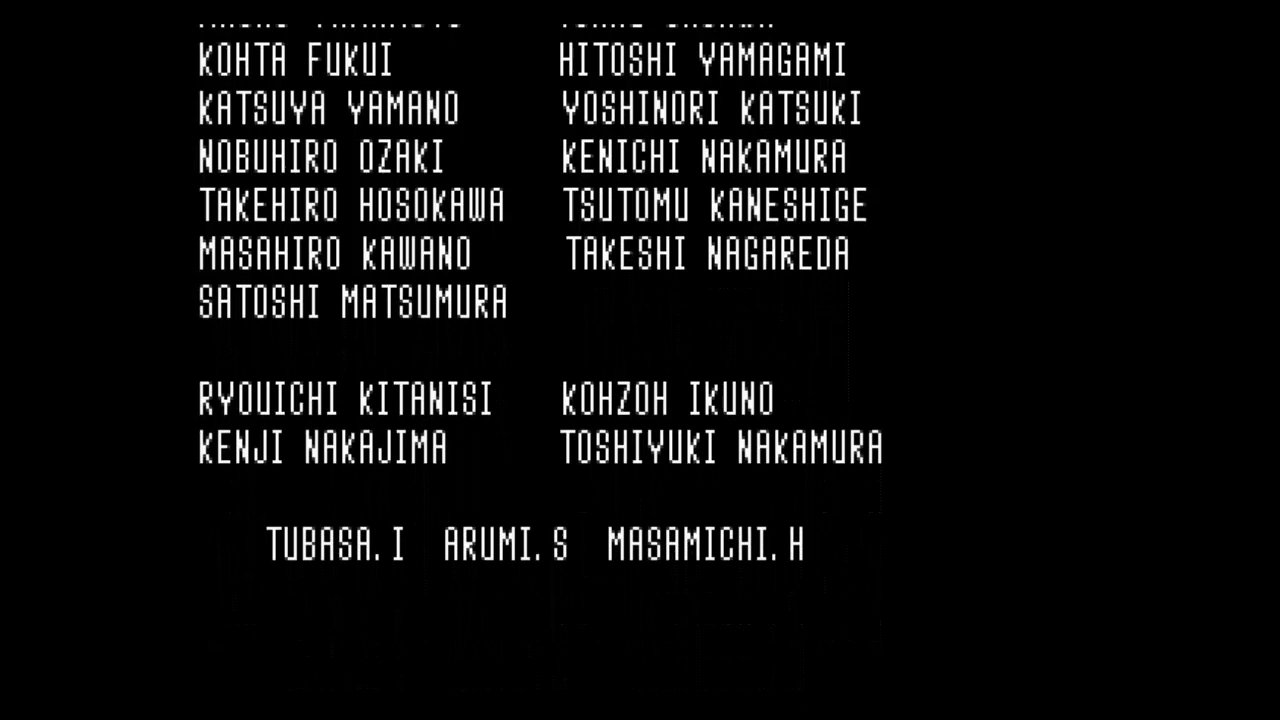 KOHTA FUKUI HITOSHI YAMAGAMI
KATSUYA YAMANO YOSHINORI KATSUKI
NOBUHIRO OZAKI KENICHI NAKAMURA
TAKEHIRO HOSOKAWA TSUTOMU KANESHIGE
MASAHIRO KAWANO TAKESHI NAGAREDA
SATOSHI MATSUMURA
RYOUICHI KITANISI KOHZOH IKUNO
KENJI NAKAJIMA TOSHIYUKI NAKAMURA
TUBASA.I ARUMI.S MASAMICHI.H